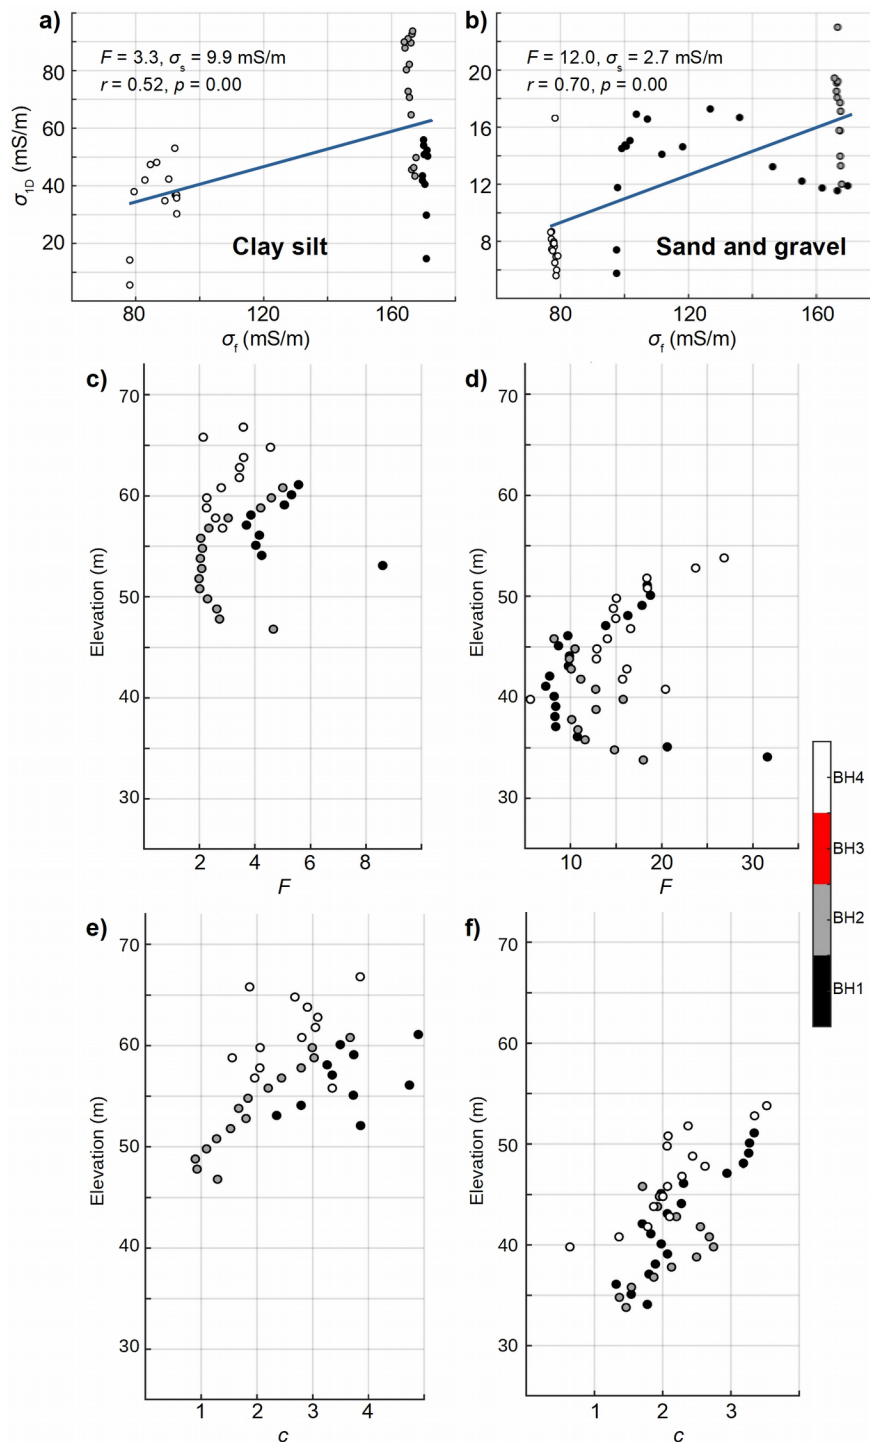 a)
F = 3.3, σs = 9.9 mS/m
r = 0.52, p = 0.00
Clay silt
σ1D (mS/m)
100
80
60
40
20
80
120
160
σf (mS/m)
b)
F = 12.0, σs = 2.7 mS/m
r = 0.70, p = 0.00
Sand and gravel
20
16
12
8
80
120
160
σf (mS/m)
c)
Elevation (m)
70
60
50
40
30
2
4
6
8
F
d)
Elevation (m)
70
60
50
40
30
10
20
30
F
BH4
BH3
BH2
BH1
e)
Elevation (m)
70
60
50
40
30
1
2
3
4
c
f)
Elevation (m)
70
60
50
40
30
1
2
3
c